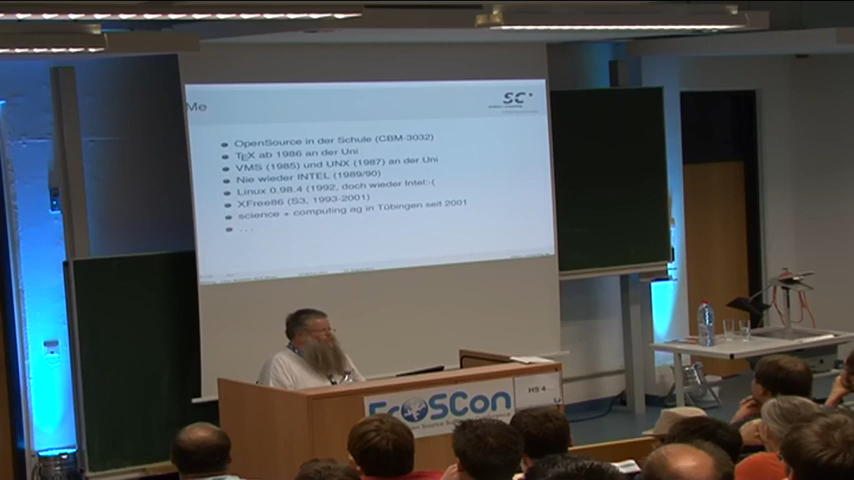 Me
SC
OpenSource in der Schule (CBM-3032)
TEX ab 1986 an der Uni
VMS (1985) und UNX (1987) an der Uni
Nie wieder INTEL (1989/90)
Linux 0.98.4 (1992, doch wieder Intel:-(
XFree86 (S3, 1993-2001)
science + computing ag in Tübingen seit 2001
...
FrOSCon
HS 4